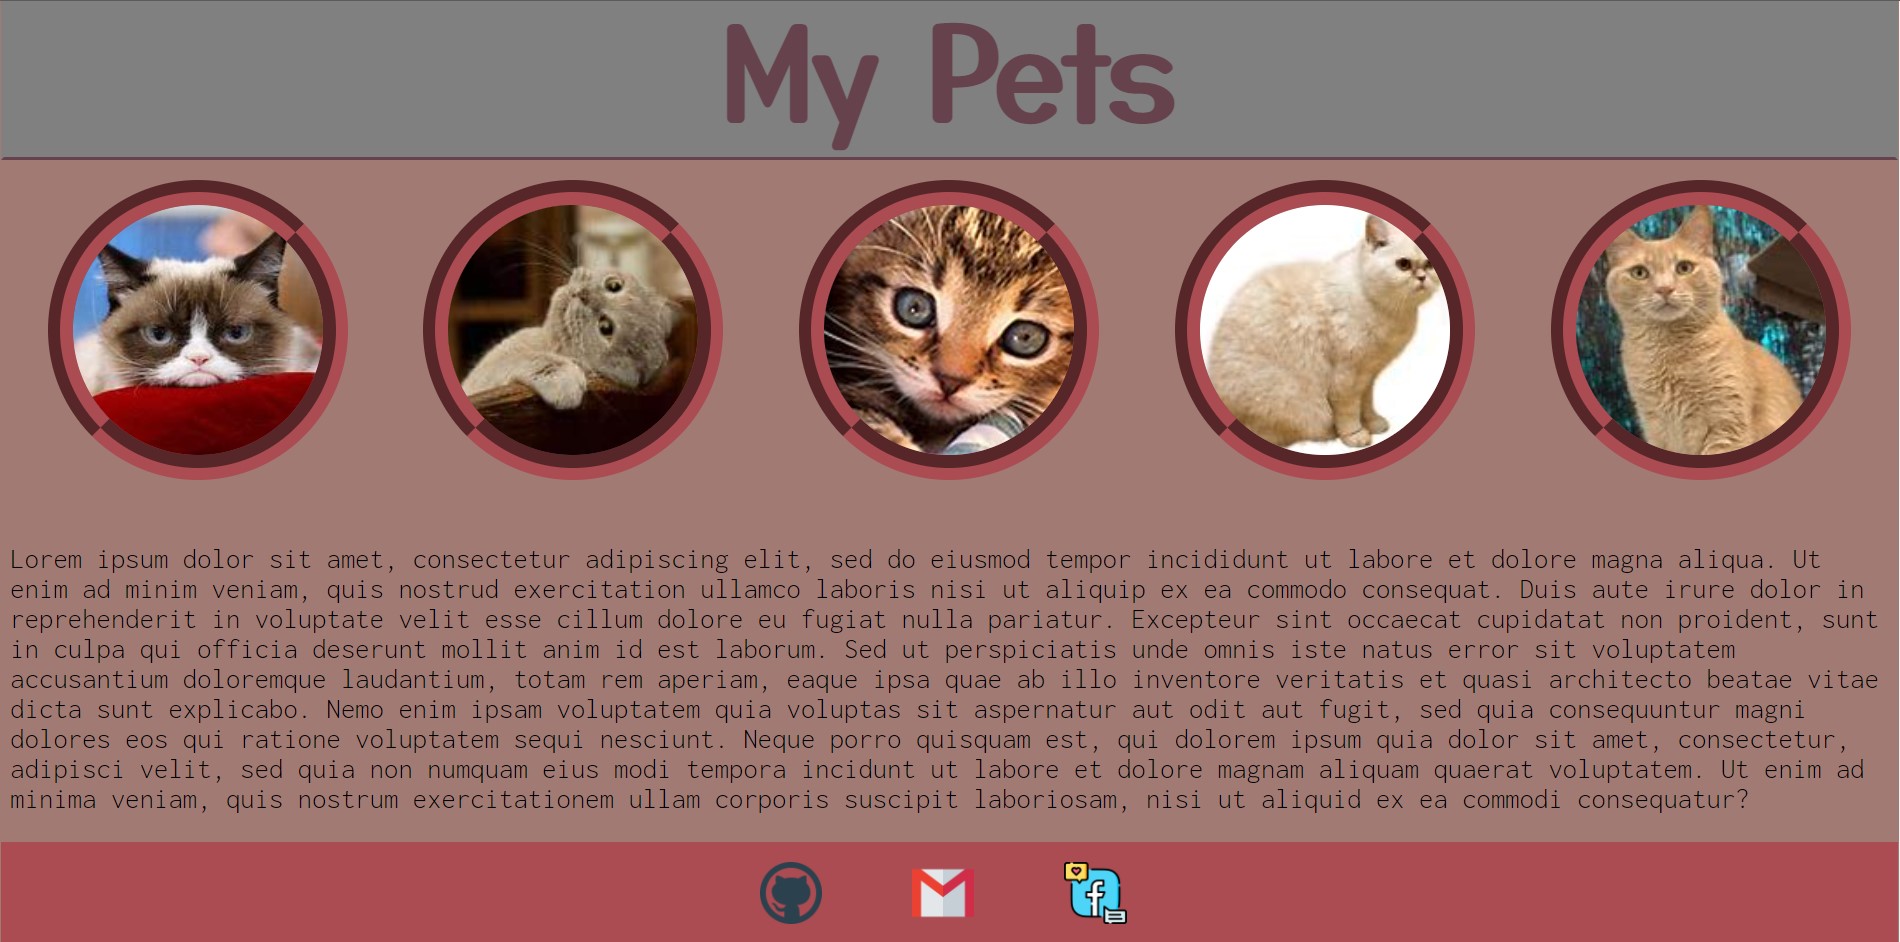 My Pets
Lorem ipsum dolor sit amet, consectetur adipiscing elit, sed do eiusmod tempor incididunt ut labore et dolore magna aliqua. Ut
enim ad minim veniam, quis nostrud exercitation ullamco laboris nisi ut aliquip ex ea commodo consequat. Duis aute irure dolor in
reprehenderit in voluptate velit esse cillum dolore eu fugiat nulla pariatur. Excepteur sint occaecat cupidatat non proident, sunt
in culpa qui officia deserunt mollit anim id est laborum. Sed ut perspiciatis unde omnis iste natus error sit voluptatem
accusantium doloremque laudantium, totam rem aperiam, eaque ipsa quae ab illo inventore veritatis et quasi architecto beatae vitae
dicta sunt explicabo. Nemo enim ipsam voluptatem quia voluptas sit aspernatur aut odit aut fugit, sed quia consequuntur magni
dolores eos qui ratione voluptatem sequi nesciunt. Neque porro quisquam est, qui dolorem ipsum quia dolor sit amet, consectetur,
adipisci velit, sed quia non numquam eius modi tempora incidunt ut labore et dolore magnam aliquam quaerat voluptatem. Ut enim ad
minima veniam, quis nostrum exercitationem ullam corporis suscipit laboriosam, nisi ut aliquid ex ea commodi consequatur?